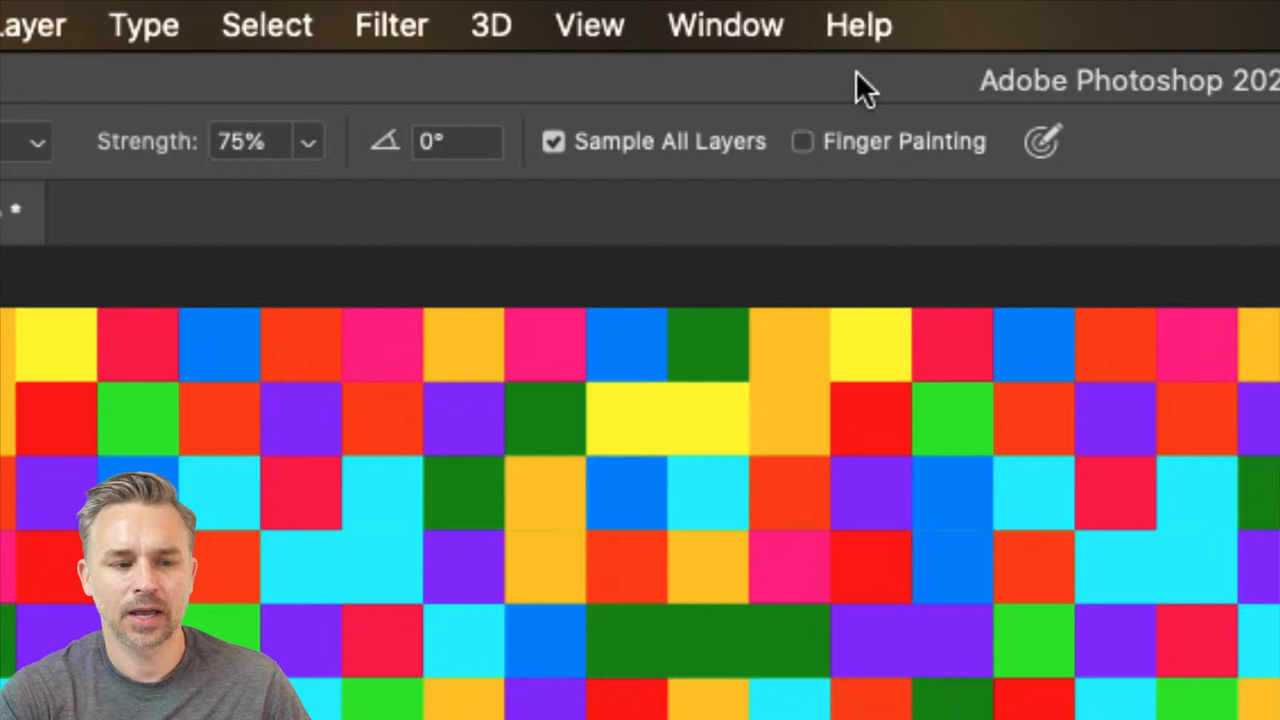 ayer Type Select Filter 3D View Window Help
Adobe Photoshop 202
Strength: 75% 0° Sample All Layers Finger Painting
*